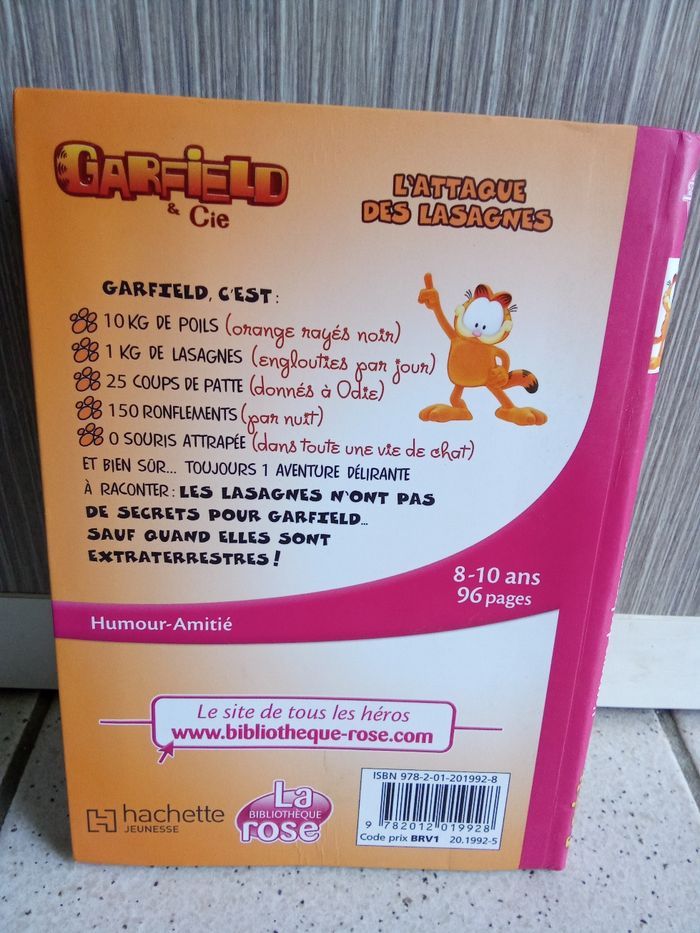 GARFIELD
& Cie
L'ATTAQUE
DES LASAGNES
GARFIELD, C'EST :
10 KG DE POILS (orange rayés noir)
1 KG DE LASAGNES (englouties par jour)
25 COUPS DE PATTE (donnés à Odie)
150 RONFLEMENTS (par nuit)
0 SOURIS ATTRAPÉE (dans toute une vie de chat)
ET BIEN SÛR... TOUJOURS 1 AVENTURE DÉLIRANTE
À RACONTER : LES LASAGNES N'ONT PAS
DE SECRETS POUR GARFIELD...
SAUF QUAND ELLES SONT
EXTRATERRESTRES !
8-10 ans
96 pages
Humour-Amitié
Le site de tous les héros
www.bibliotheque-rose.com
hachette
JEUNESSE
La
BIBLIOTHÈQUE
rose
ISBN 978-2-01-201992-8
9 782012 019928
Code prix BRV1 20.1992-5